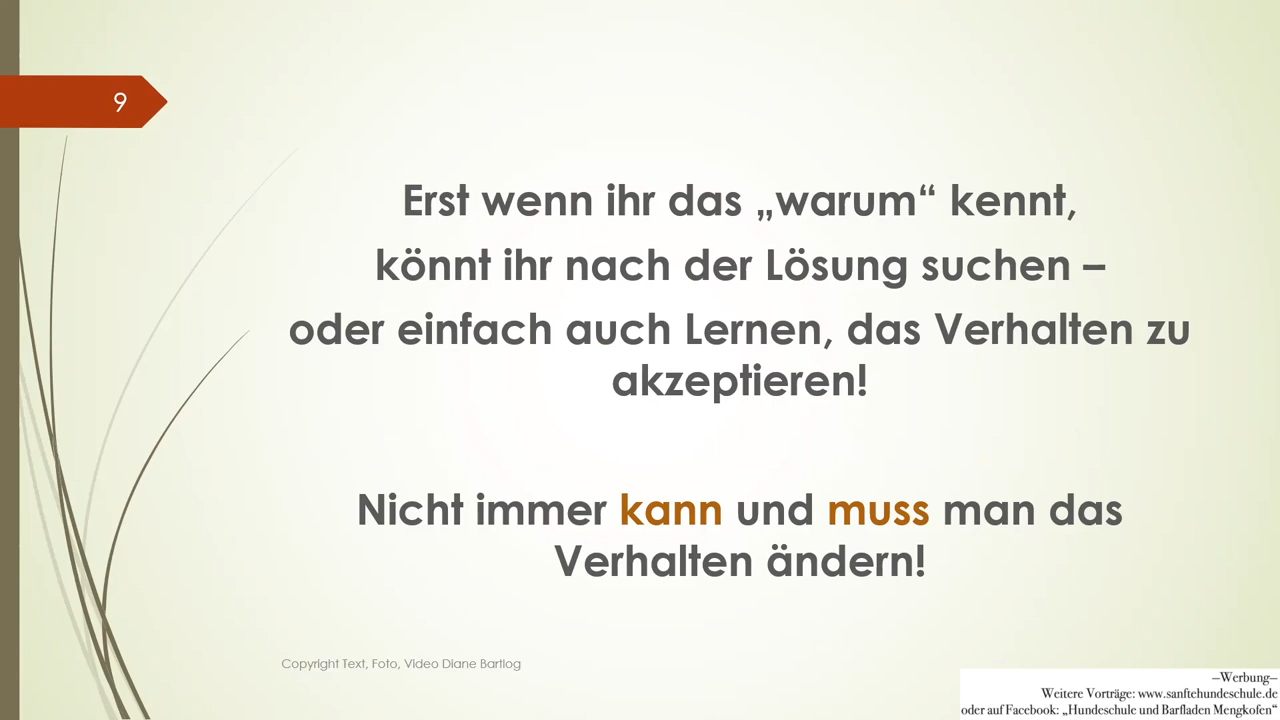 9
Erst wenn ihr das „warum“ kennt,
könnt ihr nach der Lösung suchen –
oder einfach auch Lernen, das Verhalten zu
akzeptieren!
Nicht immer kann und muss man das
Verhalten ändern!
Copyright Text, Foto, Video Diane Bartlog
—Werbung—
Weitere Vorträge: www.sanftehundeschule.de
oder auf Facebook: „Hundeschule und Barfladen Mengkofen“